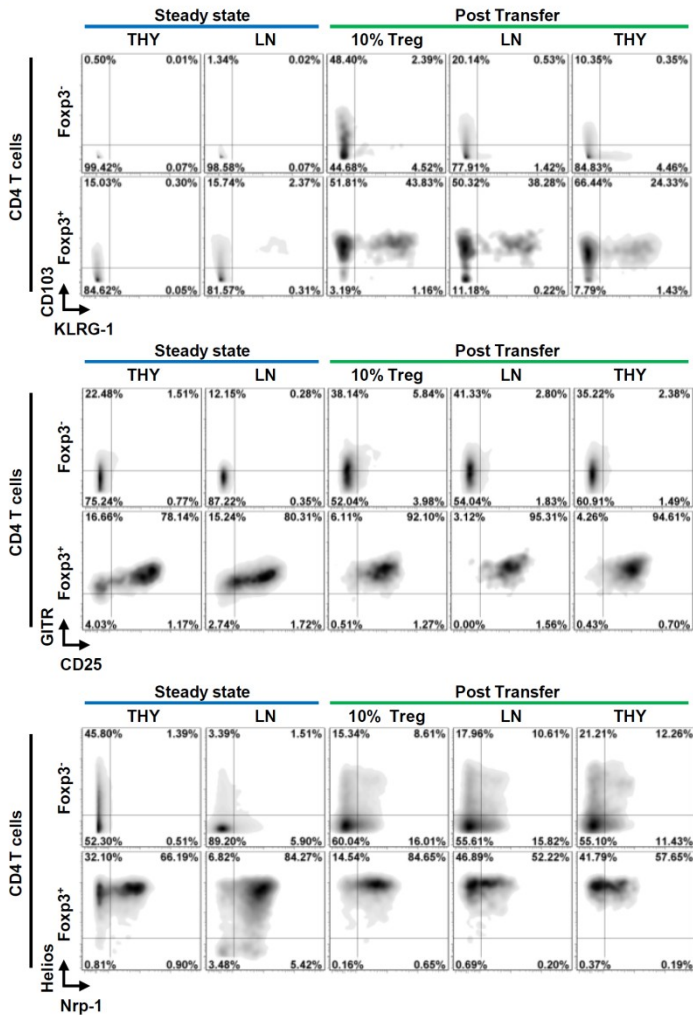 Steady state Post Transfer
THY LN 10% Treg LN THY
0.50% 0.01% 1.34% 0.02% 48.40% 2.39% 20.14% 0.53% 10.35% 0.35%
Foxp3-
99.42% 0.07% 98.58% 0.07% 44.68% 4.52% 77.91% 1.42% 84.83% 4.46%
CD4 T cells
15.03% 0.30% 15.74% 2.37% 51.81% 43.83% 50.32% 38.28% 66.44% 24.33%
Foxp3+
84.62% 0.05% 81.57% 0.31% 3.19% 1.16% 11.18% 0.22% 7.79% 1.43%
CD103
KLRG-1
Steady state Post Transfer
THY LN 10% Treg LN THY
22.48% 1.51% 12.15% 0.28% 38.14% 5.84% 41.33% 2.80% 35.22% 2.38%
Foxp3-
75.24% 0.77% 87.22% 0.35% 52.04% 3.98% 54.04% 1.83% 60.91% 1.49%
CD4 T cells
16.66% 78.14% 15.24% 80.31% 6.11% 92.10% 3.12% 95.31% 4.26% 94.61%
Foxp3+
4.03% 1.17% 2.74% 1.72% 0.51% 1.27% 0.00% 1.56% 0.43% 0.70%
GITR
CD25
Steady state Post Transfer
THY LN 10% Treg LN THY
45.80% 1.39% 3.39% 1.51% 15.34% 8.61% 17.96% 10.61% 21.21% 12.26%
Foxp3-
52.30% 0.51% 89.20% 5.90% 60.04% 16.01% 55.61% 15.82% 55.10% 11.43%
CD4 T cells
32.10% 66.19% 6.82% 84.27% 14.54% 84.65% 46.89% 52.22% 41.79% 57.65%
Foxp3+
0.81% 0.90% 3.48% 5.42% 0.16% 0.65% 0.69% 0.20% 0.37% 0.19%
Helios
Nrp-1